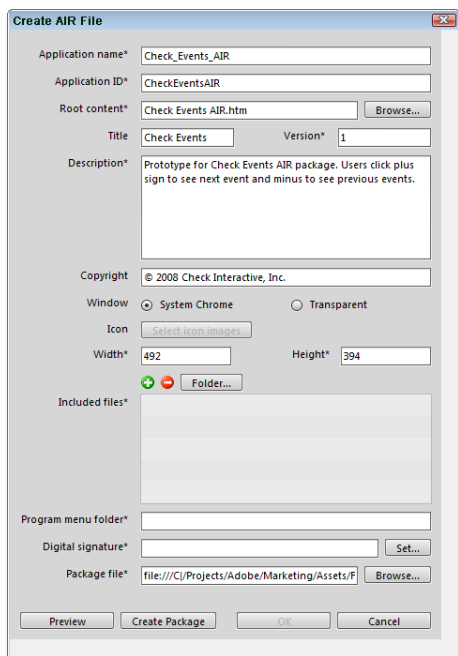 Create AIR File
Application name* Check_Events_AIR
Application ID* CheckEventsAIR
Root content* Check Events AIR.htm Browse...
Title Check Events Version* 1
Description* Prototype for Check Events AIR package. Users click plus
sign to see next event and minus to see previous events.
Copyright © 2008 Check Interactive, Inc.
Window System Chrome Transparent
Icon Select icon images
Width* 492 Height* 394
Folder...
Included files*
Program menu folder*
Digital signature* Set...
Package file* file:///C|/Projects/Adobe/Marketing/Assets/F Browse...
Preview Create Package OK Cancel